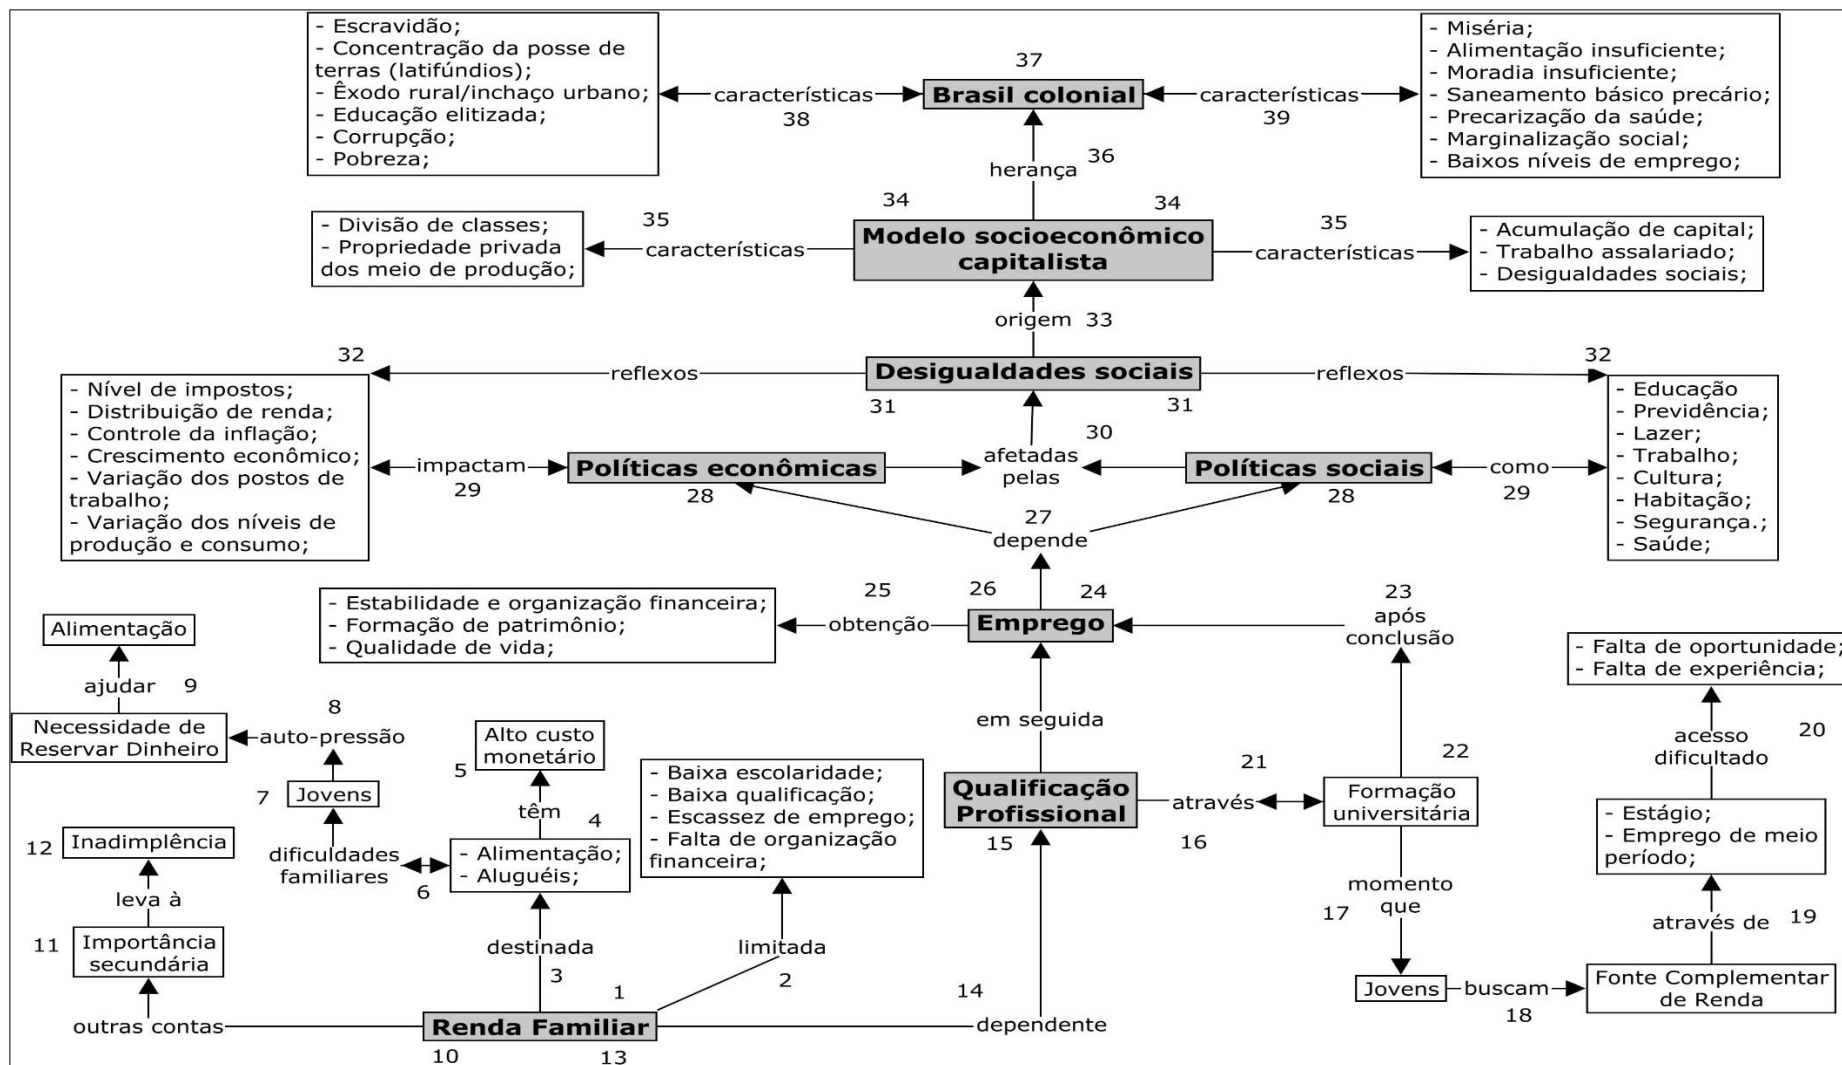 - Escravidão;
- Concentração da posse de
terras (latifúndios);
- Êxodo rural/inchaço urbano;
- Educação elitizada;
- Corrupção;
- Pobreza;
características
38
37
Brasil colonial
características
39
- Miséria;
- Alimentação insuficiente;
- Moradia insuficiente;
- Saneamento básico precário;
- Precarização da saúde;
- Marginalização social;
- Baixos níveis de emprego;
36
herança
- Divisão de classes;
- Propriedade privada
dos meio de produção;
35
características
34
34
Modelo socioeconômico
capitalista
35
características
- Acumulação de capital;
- Trabalho assalariado;
- Desigualdades sociais;
origem 33
32
reflexos
Desigualdades sociais
31
31
reflexos
32
- Nível de impostos;
- Distribuição de renda;
- Controle da inflação;
- Crescimento econômico;
- Variação dos postos de
trabalho;
- Variação dos níveis de
produção e consumo;
impactam
29
Políticas econômicas
28
30
afetadas
pelas
Políticas sociais
28
como
29
- Educação
- Previdência;
- Lazer;
- Trabalho;
- Cultura;
- Habitação;
- Segurança.;
- Saúde;
27
depende
- Estabilidade e organização financeira;
- Formação de patrimônio;
- Qualidade de vida;
25
obtenção
26
24
Emprego
23
após
conclusão
- Falta de oportunidade;
- Falta de experiência;
Alimentação
ajudar 9
Necessidade de
Reservar Dinheiro
8
auto-pressão
7
Jovens
dificuldades
familiares
6
Alto custo
monetário
5
têm
4
- Alimentação;
- Aluguéis;
- Baixa escolaridade;
- Baixa qualificação;
- Escassez de emprego;
- Falta de organização
financeira;
em seguida
Qualificação
Profissional
15
21
através
16
22
Formação
universitária
20
acesso
dificultado
- Estágio;
- Emprego de meio
período;
12
Inadimplência
leva à
11
Importância
secundária
outras contas
destinada
3
limitada
2
1
Renda Familiar
10
13
14
dependente
momento
que
17
Jovens
buscam
18
19
através de
Fonte Complementar
de Renda